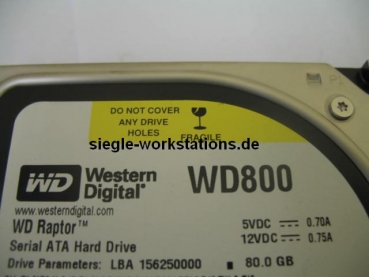 DO NOT COVER
ANY DRIVE
HOLES
FRAGILE
siegle-workstations.de
WD Western
Digital®
WD800
www.westerndigital.com
WD Raptor™
5VDC 0.70A
Serial ATA Hard Drive
12VDC 0.75A
Drive Parameters: LBA 156250000 ■ 80.0 GB